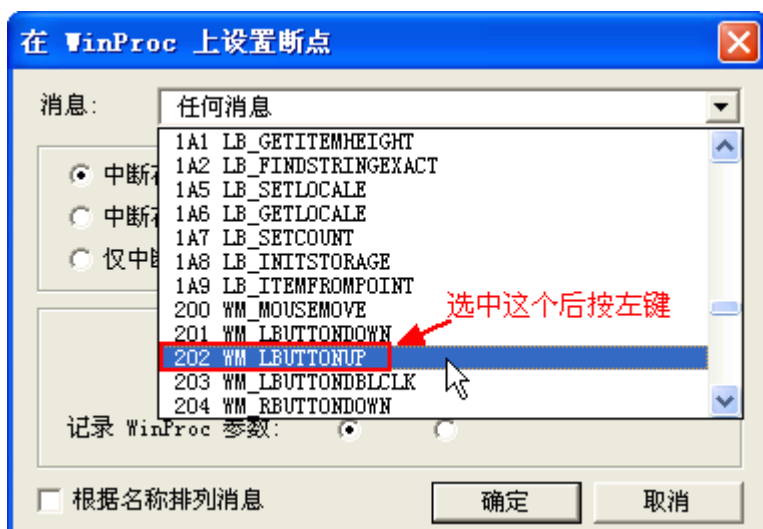 在 WinProc 上设置断点
消息:
任何消息
1A1 LB_GETITEMHEIGHT
1A2 LB_FINDSTRINGEXACT
1A5 LB_SETLOCALE
1A6 LB_GETLOCALE
1A7 LB_SETCOUNT
1A8 LB_INITSTORAGE
1A9 LB_ITEMFROMPOINT
200 WM_MOUSEMOVE
201 WM_LBUTTONDOWN
202 WM_LBUTTONUP
203 WM_LBUTTONDBLCLK
204 WM_RBUTTONDOWN
中断
中断
仅中
选中这个后按左键
记录 WinProc 参数:
根据名称排列消息
确定
取消